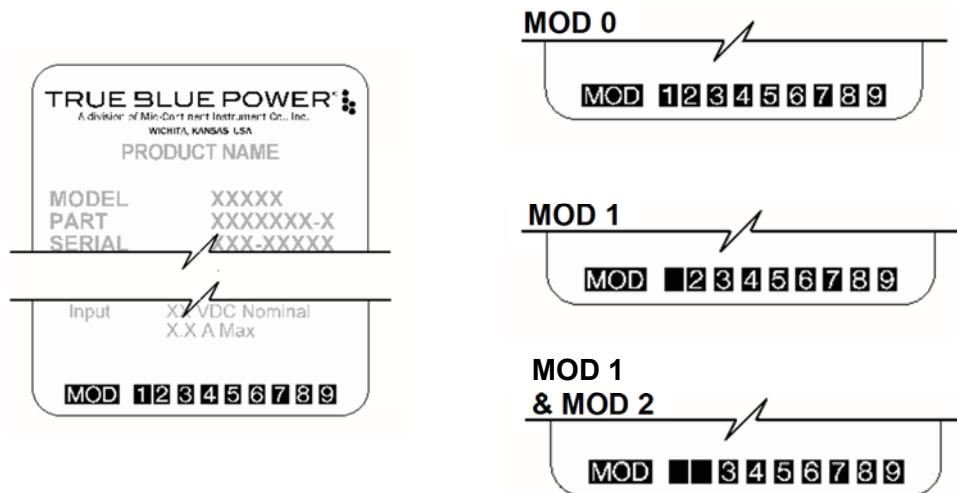 TRUE BLUE POWER
A division of Mid-Continent Instrument Co., Inc.
WICHITA, KANSAS USA
PRODUCT NAME
MODEL XXXXX
PART XXXXXXX-X
SERIAL XXX-XXXXX
Input XX VDC Nominal
X.X A Max
MOD 1 2 3 4 5 6 7 8 9
MOD 0
MOD 1 2 3 4 5 6 7 8 9
MOD 1
MOD 2 3 4 5 6 7 8 9
MOD 1
& MOD 2
MOD 3 4 5 6 7 8 9